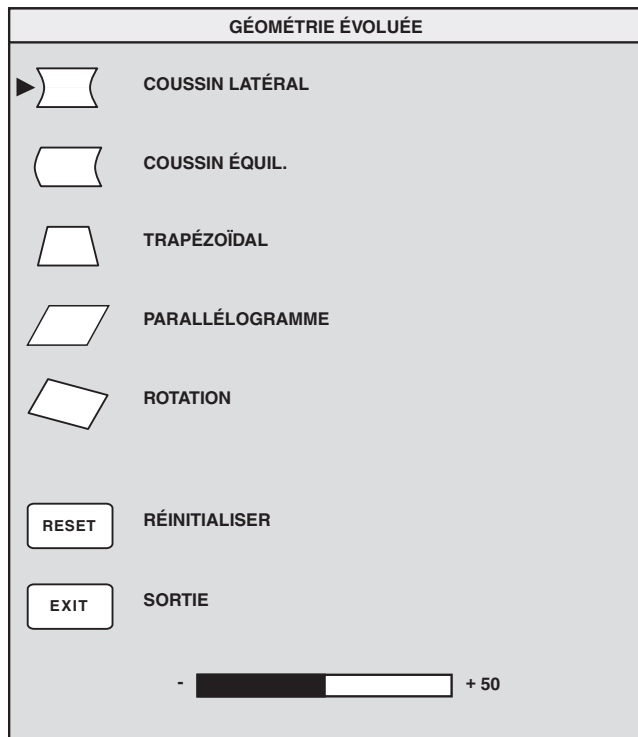 GÉOMÉTRIE ÉVOLUÉE
COUSSIN LATÉRAL
COUSSIN ÉQUIL.
TRAPÉZOÏDAL
PARALLÉLOGRAMME
ROTATION
RESET RÉINITIALISER
EXIT SORTIE
- + 50